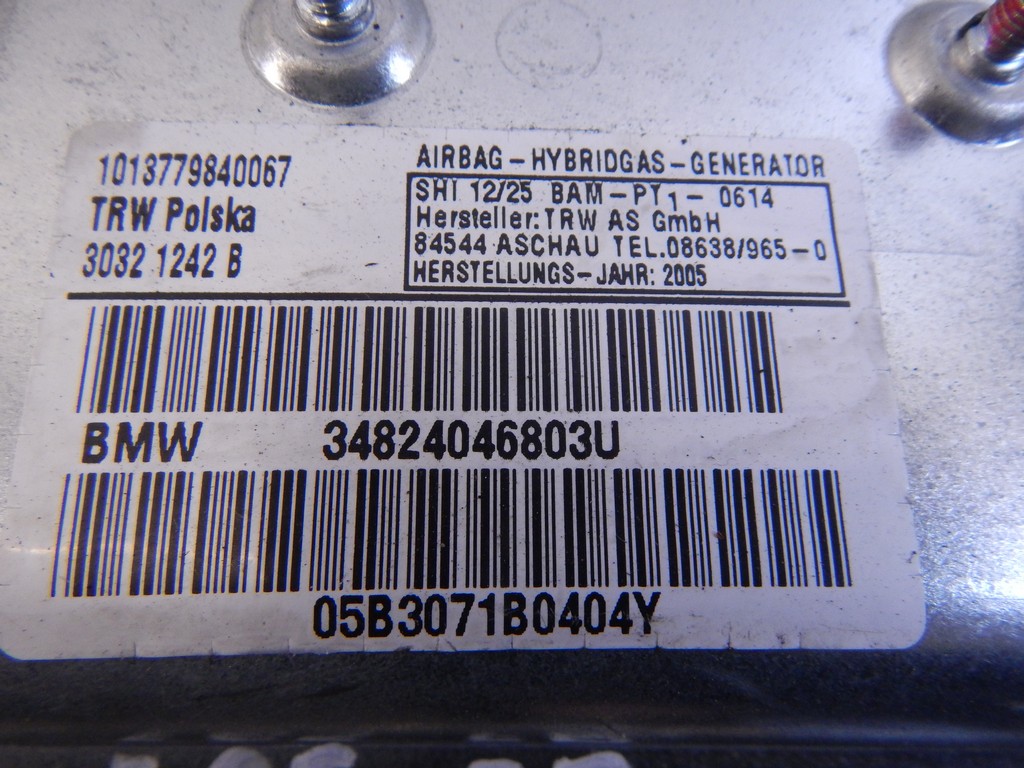 1013779840067
TRW Polska
3032 1242 B
AIRBAG-HYBRIDGAS-GENERATOR
SHI 12/25 BAM-PT1-0614
Hersteller: TRW AS GmbH
84544 ASCHAU TEL.08638/965-0
HERSTELLUNGS-JAHR: 2005
BMW 34824046803U
05B3071B0404Y